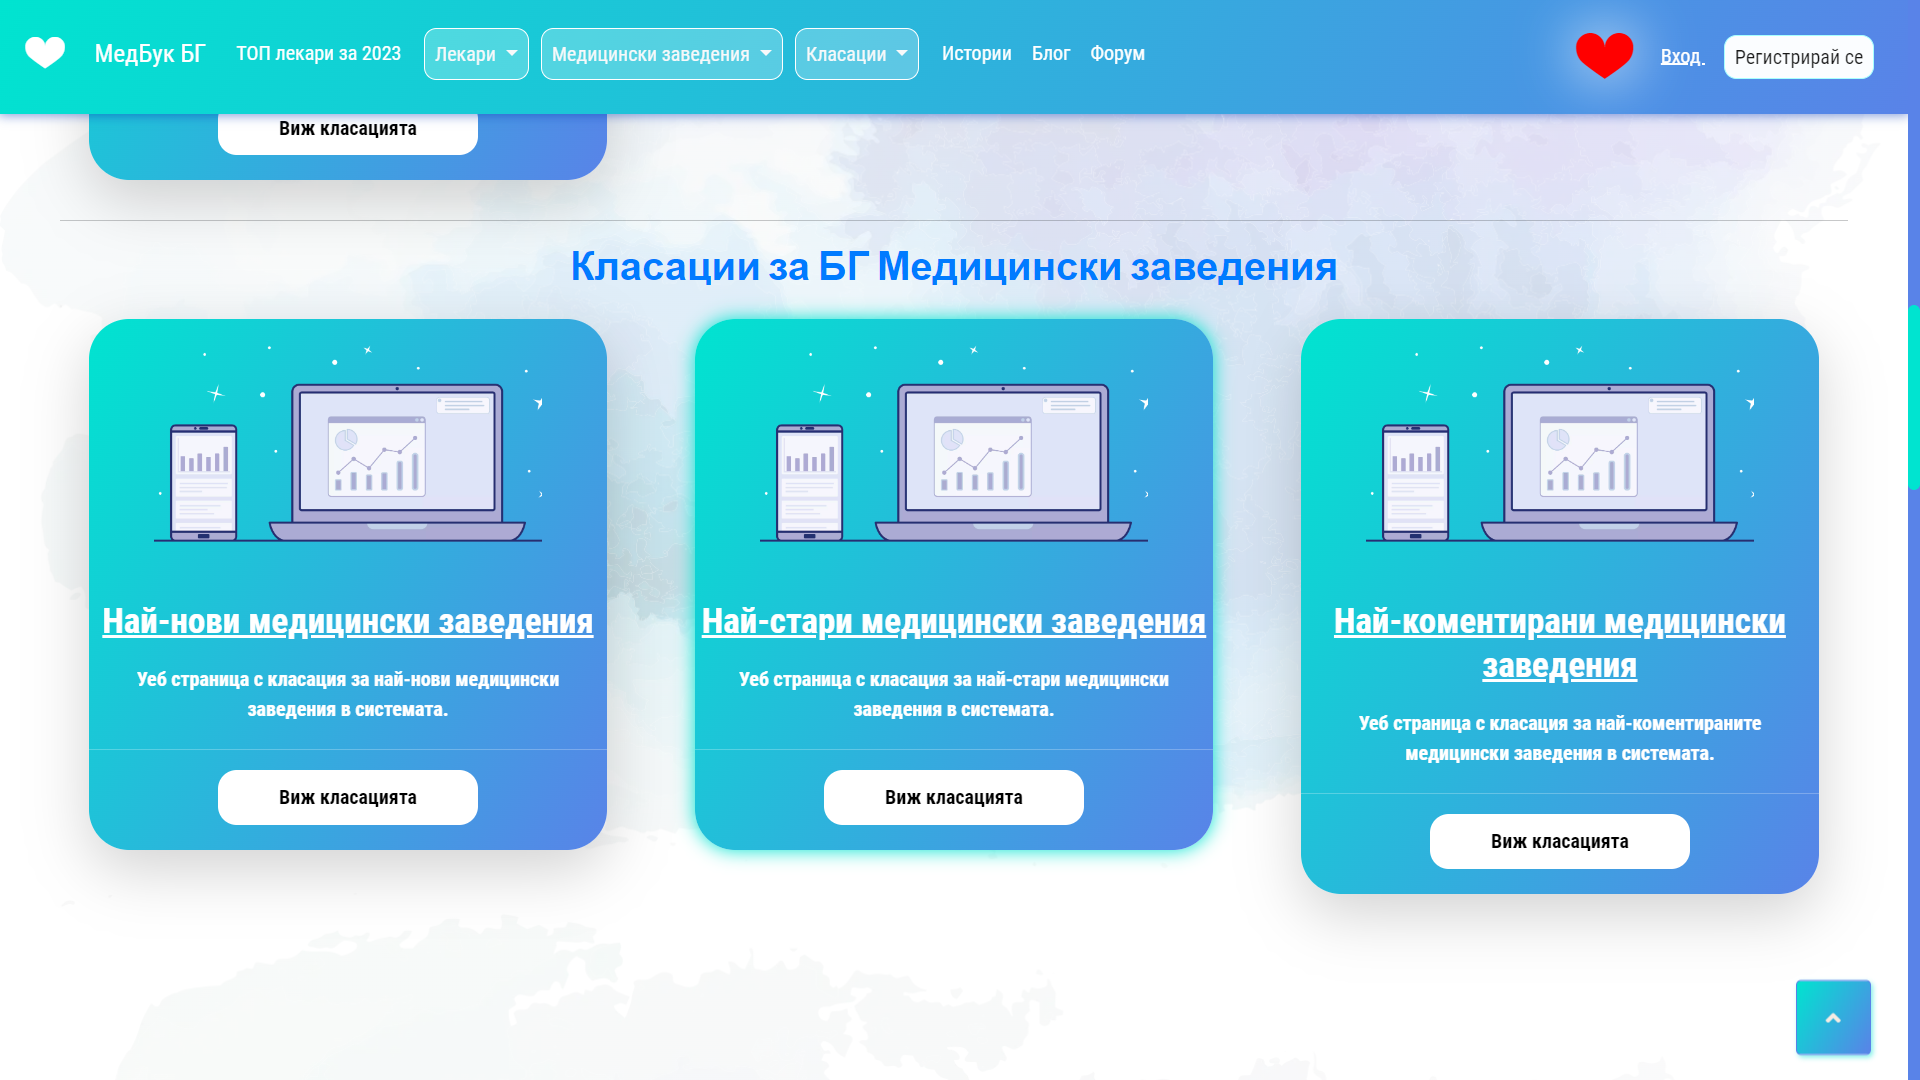 МедБук БГ
ТОП лекари за 2023
Лекари
Медицински заведения
Класации
Истории
Блог
Форум
Вход
Регистрирай се
Виж класацията
Класации за БГ Медицински заведения
Най-нови медицински заведения
Уеб страница с класация за най-нови медицински
заведения в системата.
Виж класацията
Най-стари медицински заведения
Уеб страница с класация за най-стари медицински
заведения в системата.
Виж класацията
Най-коментирани медицински
заведения
Уеб страница с класация за най-коментираните
медицински заведения в системата.
Виж класацията